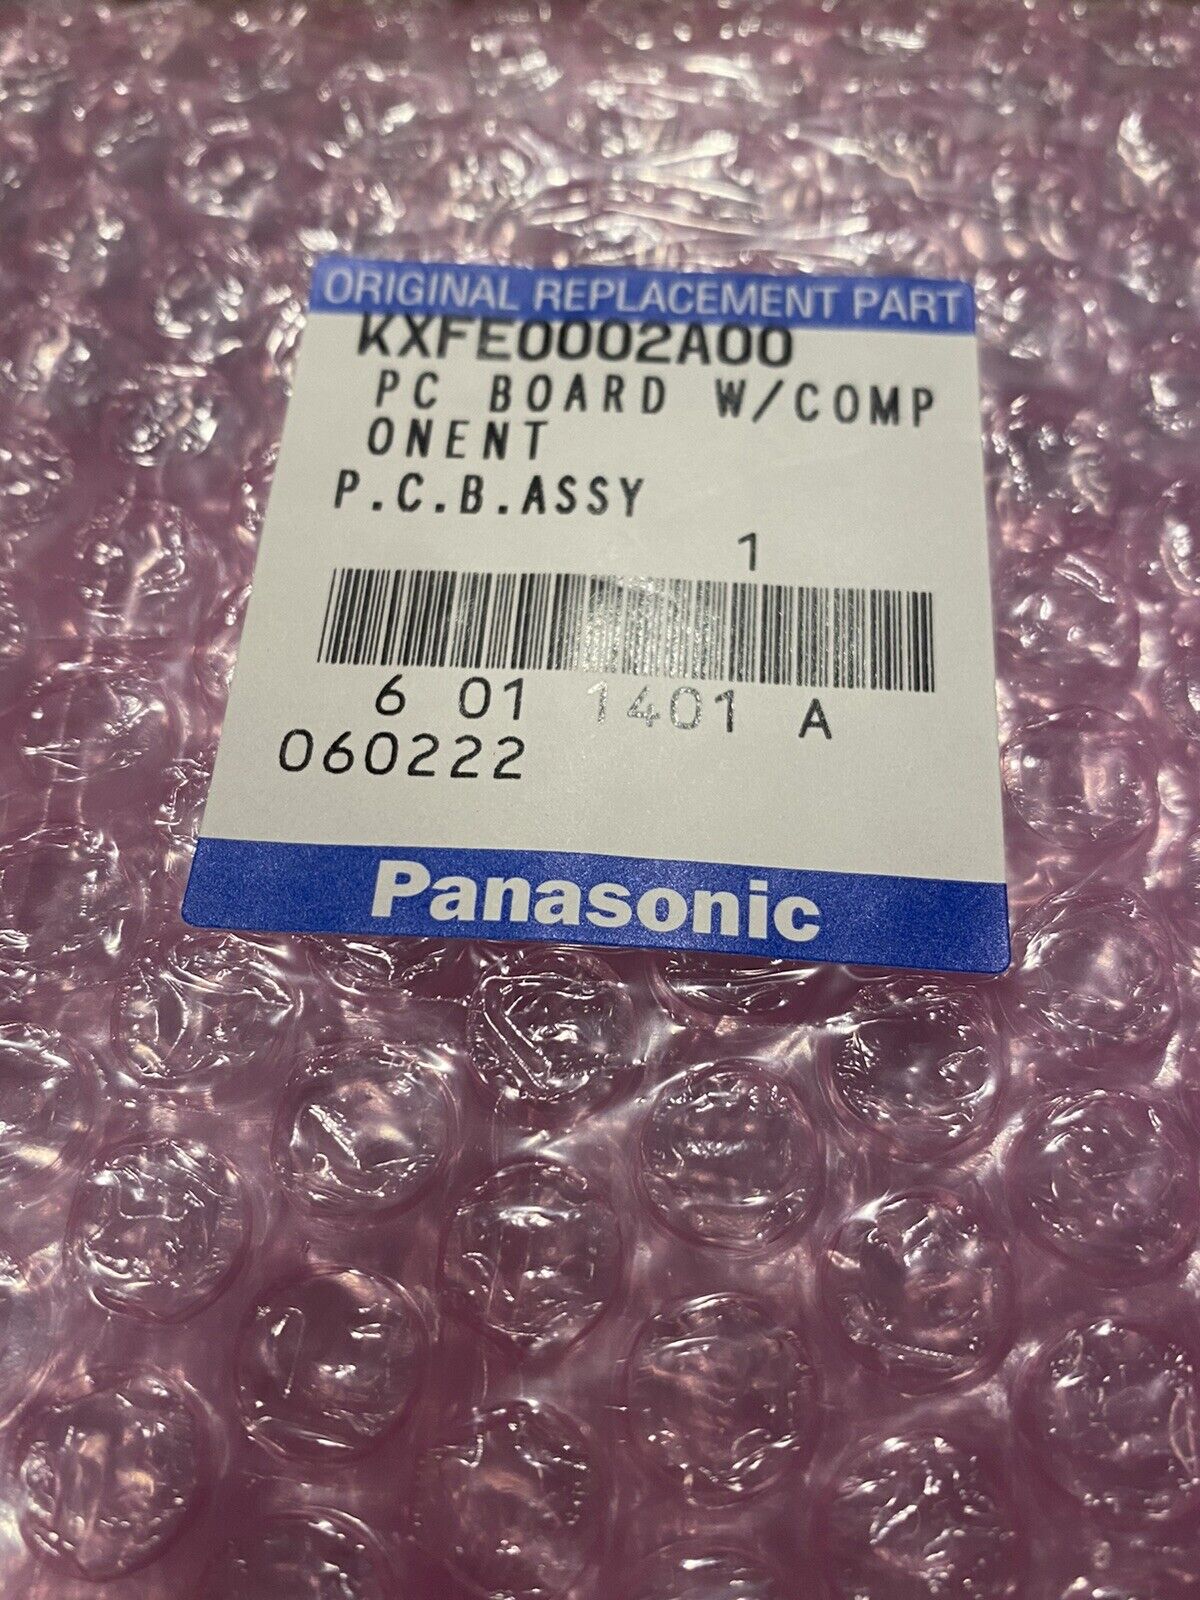 ORIGINAL REPLACEMENT PART
KXFE0002A00
PC BOARD W/COMP
ONENT
P.C.B.ASSY
1
6 01 1401 A
060222
Panasonic